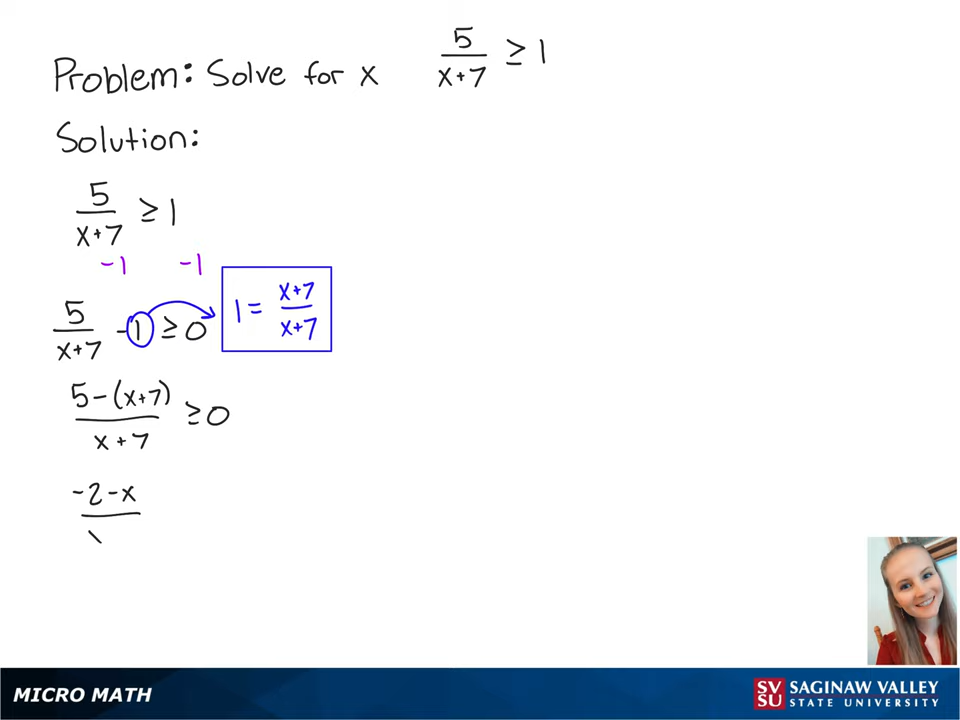 Problem: Solve for x 5/(x+7) ≥ 1
Solution:
5/(x+7) ≥ 1
-1 -1
5/(x+7) -1 ≥ 0
1 = (x+7)/(x+7)
(5-(x+7))/(x+7) ≥ 0
-2-x
MICRO MATH
SV SU SAGINAW VALLEY
STATE UNIVERSITY